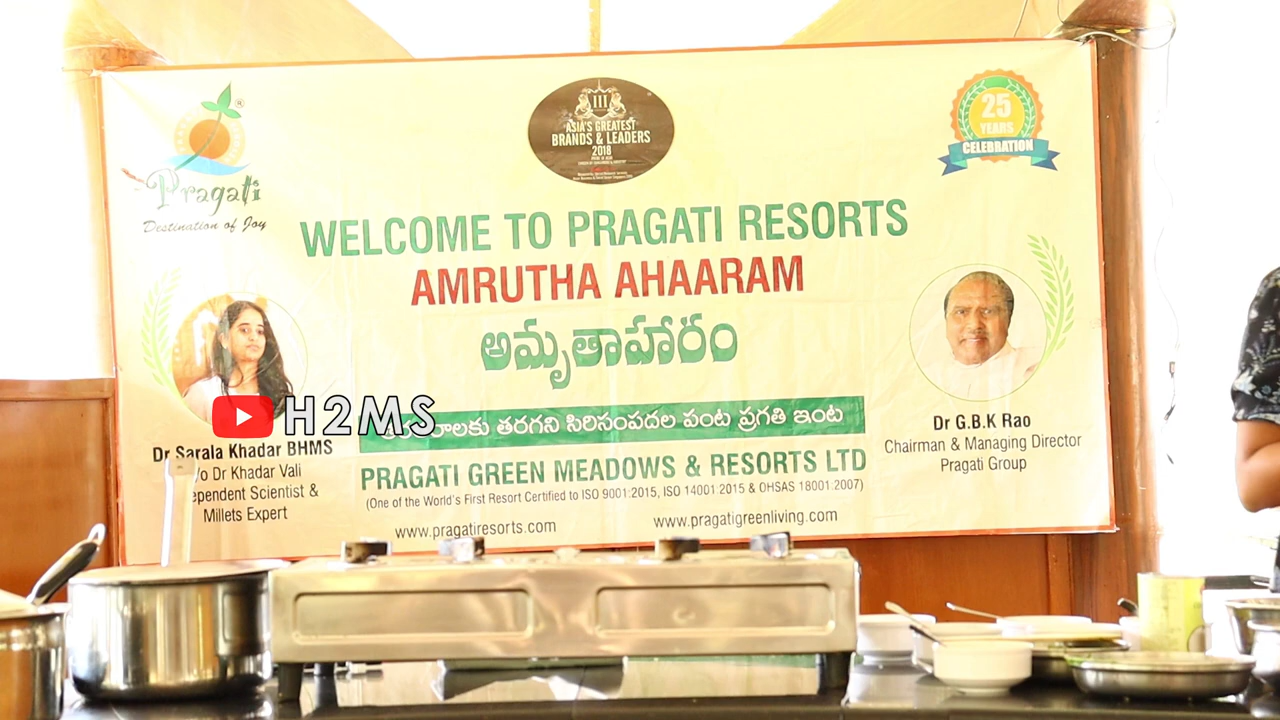 Pragati
Destination of Joy
ASIA'S GREATEST
BRANDS & LEADERS
2018
25
YEARS
CELEBRATION
WELCOME TO PRAGATI RESORTS
AMRUTHA AHAARAM
అమృతాహారం
H2MS
తరగని సిరిసంపదల పంట ప్రగతి ఇంట
PRAGATI GREEN MEADOWS & RESORTS LTD
(One of the World's First Resort Certified to ISO 9001:2015, ISO 14001:2015 & OHSAS 18001:2007)
www.pragatiresorts.com
www.pragatigreenliving.com
Dr Sarala Khadar BHMS
/o Dr Khadar Vali
ependent Scientist &
Millets Expert
Dr G.B.K Rao
Chairman & Managing Director
Pragati Group